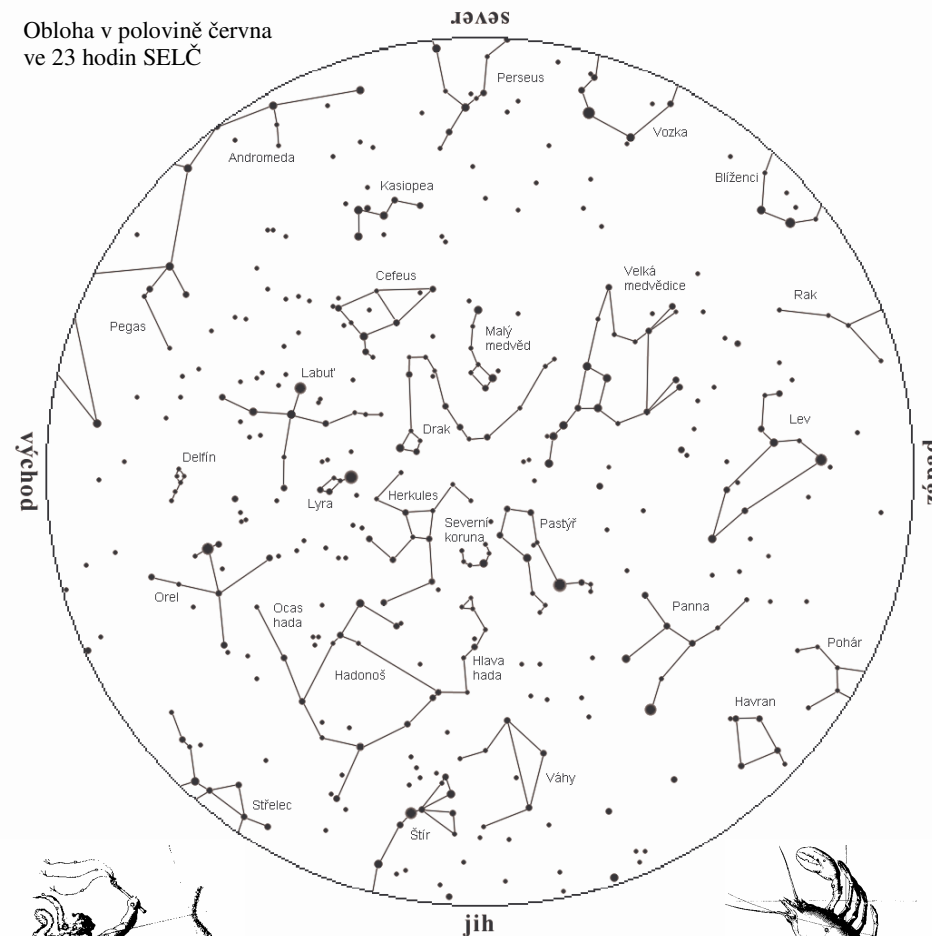 Obloha v polovině června
ve 23 hodin SELČ
sever
Perseus
Vozka
Andromeda
Blíženci
Kasiopea
Cefeus
Velká
medvědice
Rak
Pegas
Malý
medvěd
Labuť
Drak
Lev
východ
Delfín
Lyra
Herkules
Severní
koruna
Pastýř
Orel
Ocas
hada
Panna
Hadonoš
Hlava
hada
Pohár
Havran
Váhy
Střelec
Štír
jih